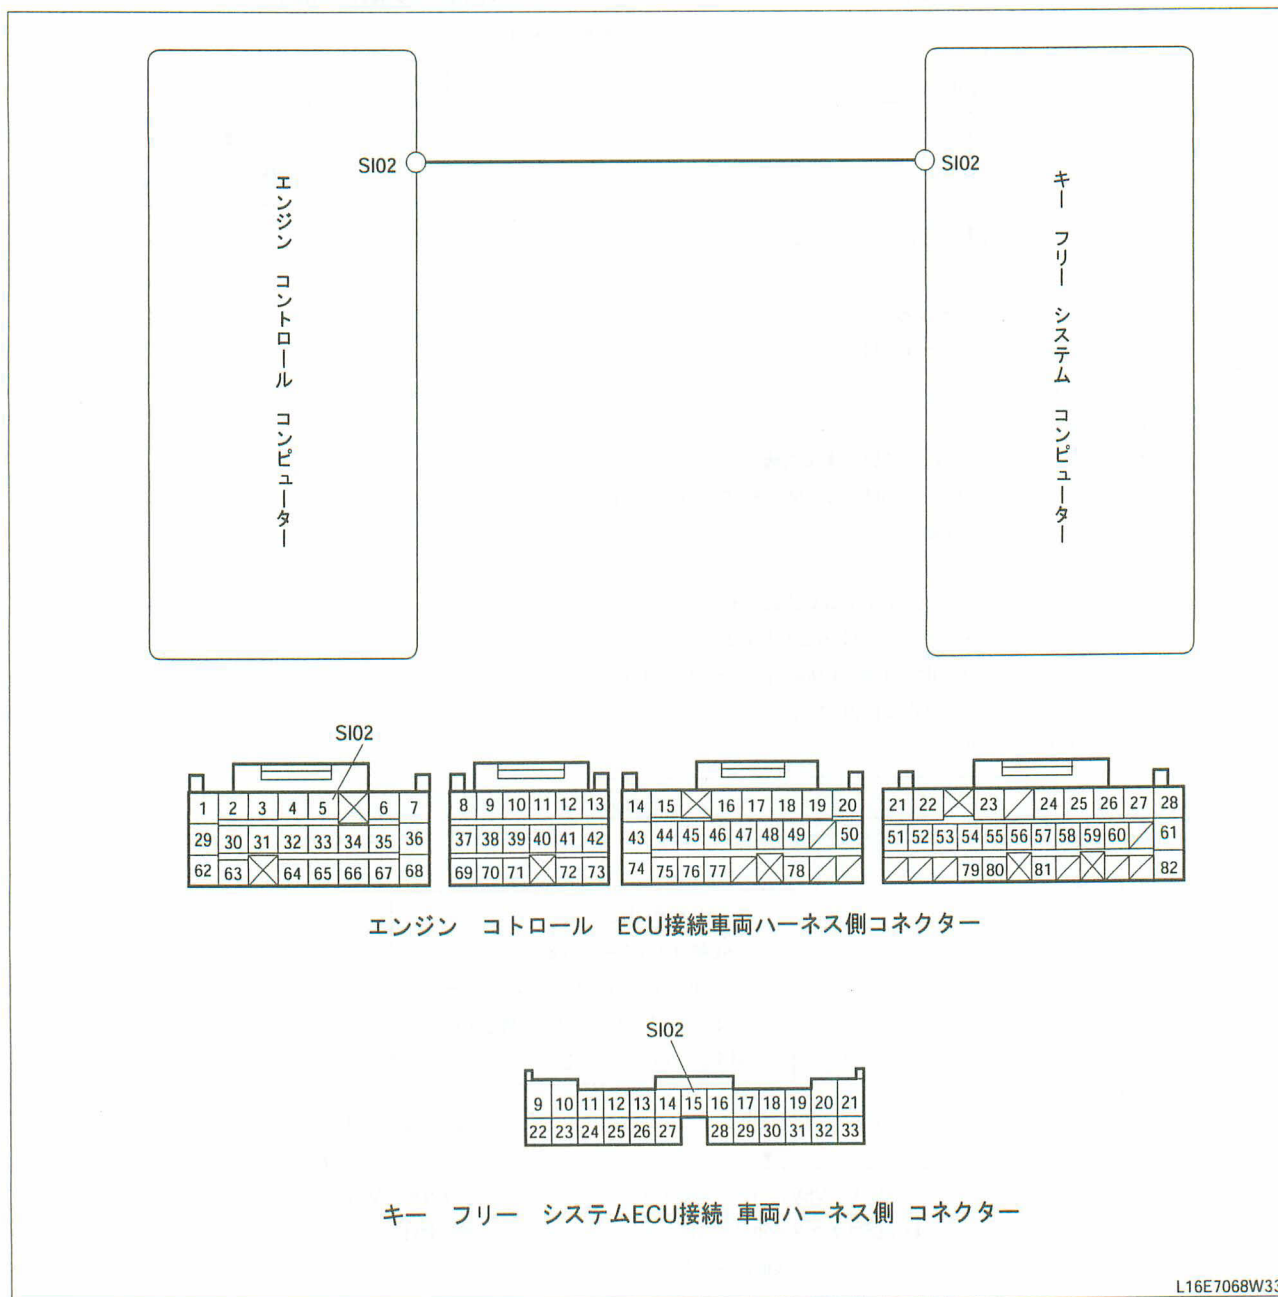 SI02
SI02
エンジン コントロール コンピューター
キー フリー システム コンピューター
SI02
1 2 3 4 5 6 7
29 30 31 32 33 34 35 36
62 63 64 65 66 67 68
8 9 10 11 12 13
37 38 39 40 41 42
69 70 71 72 73
14 15 16 17 18 19 20
43 44 45 46 47 48 49 50
74 75 76 77 78
21 22 23 24 25 26 27 28
51 52 53 54 55 56 57 58 59 60 61
79 80 81 82
エンジン コトロール ECU接続車両ハーネス側コネクター
SI02
9 10 11 12 13 14 15 16 17 18 19 20 21
22 23 24 25 26 27 28 29 30 31 32 33
キー フリー システムECU接続 車両ハーネス側 コネクター
L16E7068W33